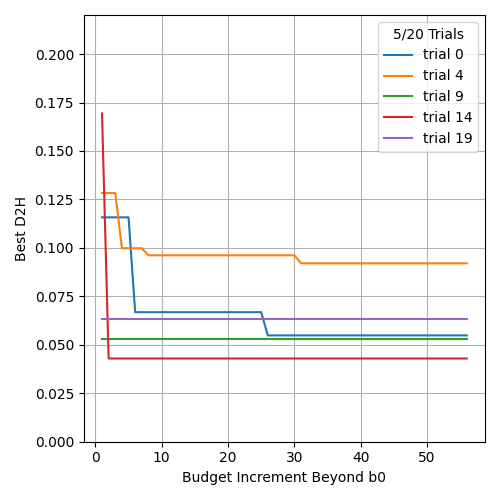 5/20 Trials
trial 0
trial 4
trial 9
trial 14
trial 19
Best D2H
0.200
0.175
0.150
0.125
0.100
0.075
0.050
0.025
0.000
0 10 20 30 40 50
Budget Increment Beyond b0